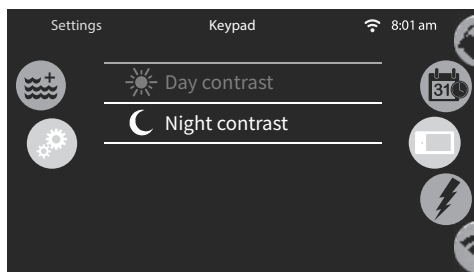 Settings
Keypad
8:01 am
Day contrast
31
Night contrast